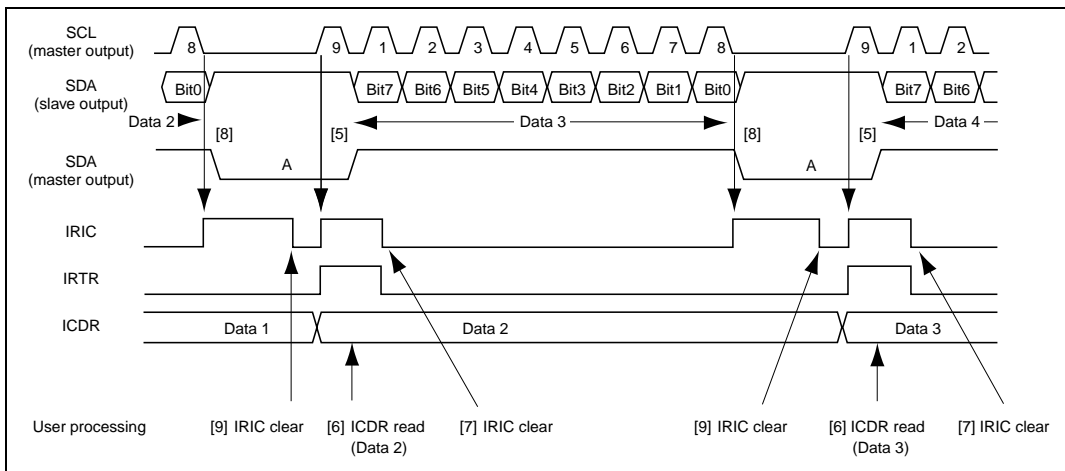 SCL
(master output)
8 9 1 2 3 4 5 6 7 8 9 1 2
SDA
(slave output)
Bit0 Bit7 Bit6 Bit5 Bit4 Bit3 Bit2 Bit1 Bit0 Bit7 Bit6
Data 2 [8] [5] Data 3 [8] [5] Data 4
SDA
(master output)
A A
IRIC
IRTR
ICDR
Data 1 Data 2 Data 3
User processing
[9] IRIC clear
[6] ICDR read
(Data 2)
[7] IRIC clear
[9] IRIC clear
[6] ICDR read
(Data 3)
[7] IRIC clear